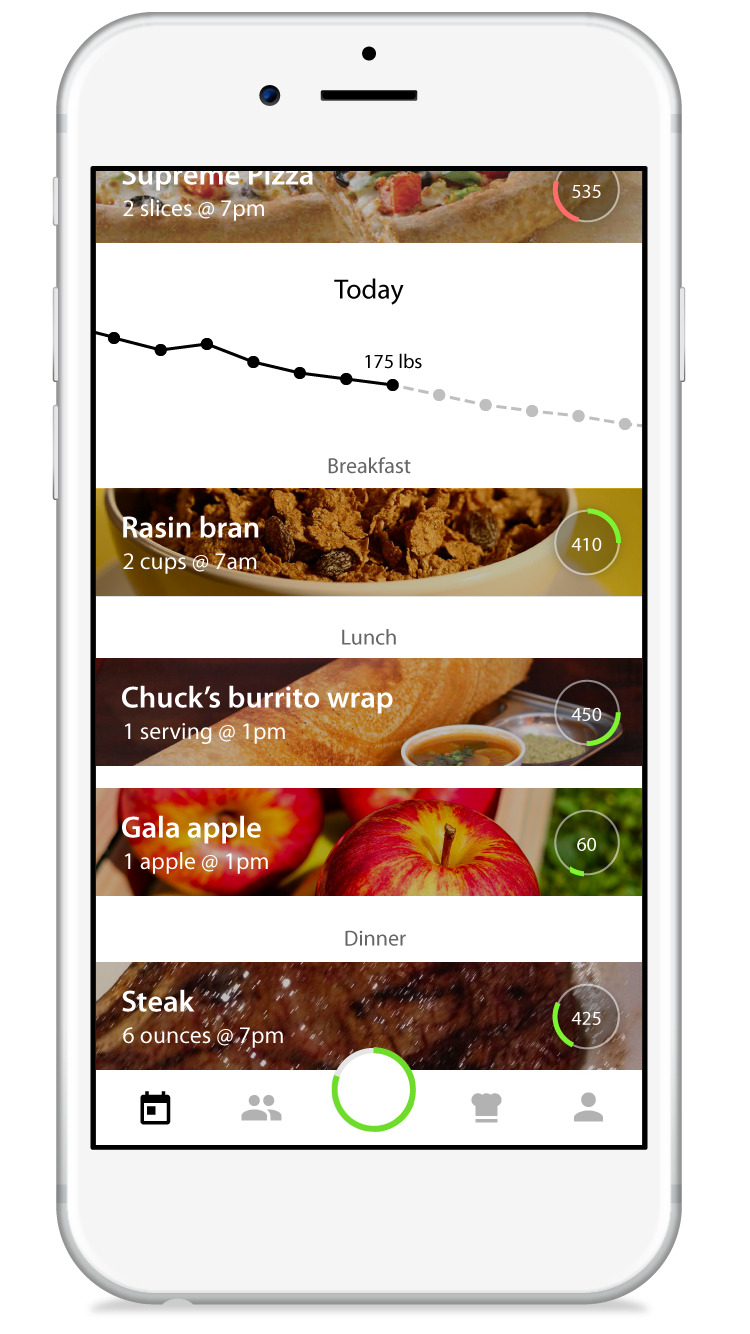 Supreme Pizza
2 slices @ 7pm
535
Today
175 lbs
Breakfast
Rasin bran
2 cups @ 7am
410
Lunch
Chuck’s burrito wrap
1 serving @ 1pm
450
Gala apple
1 apple @ 1pm
60
Dinner
Steak
6 ounces @ 7pm
425